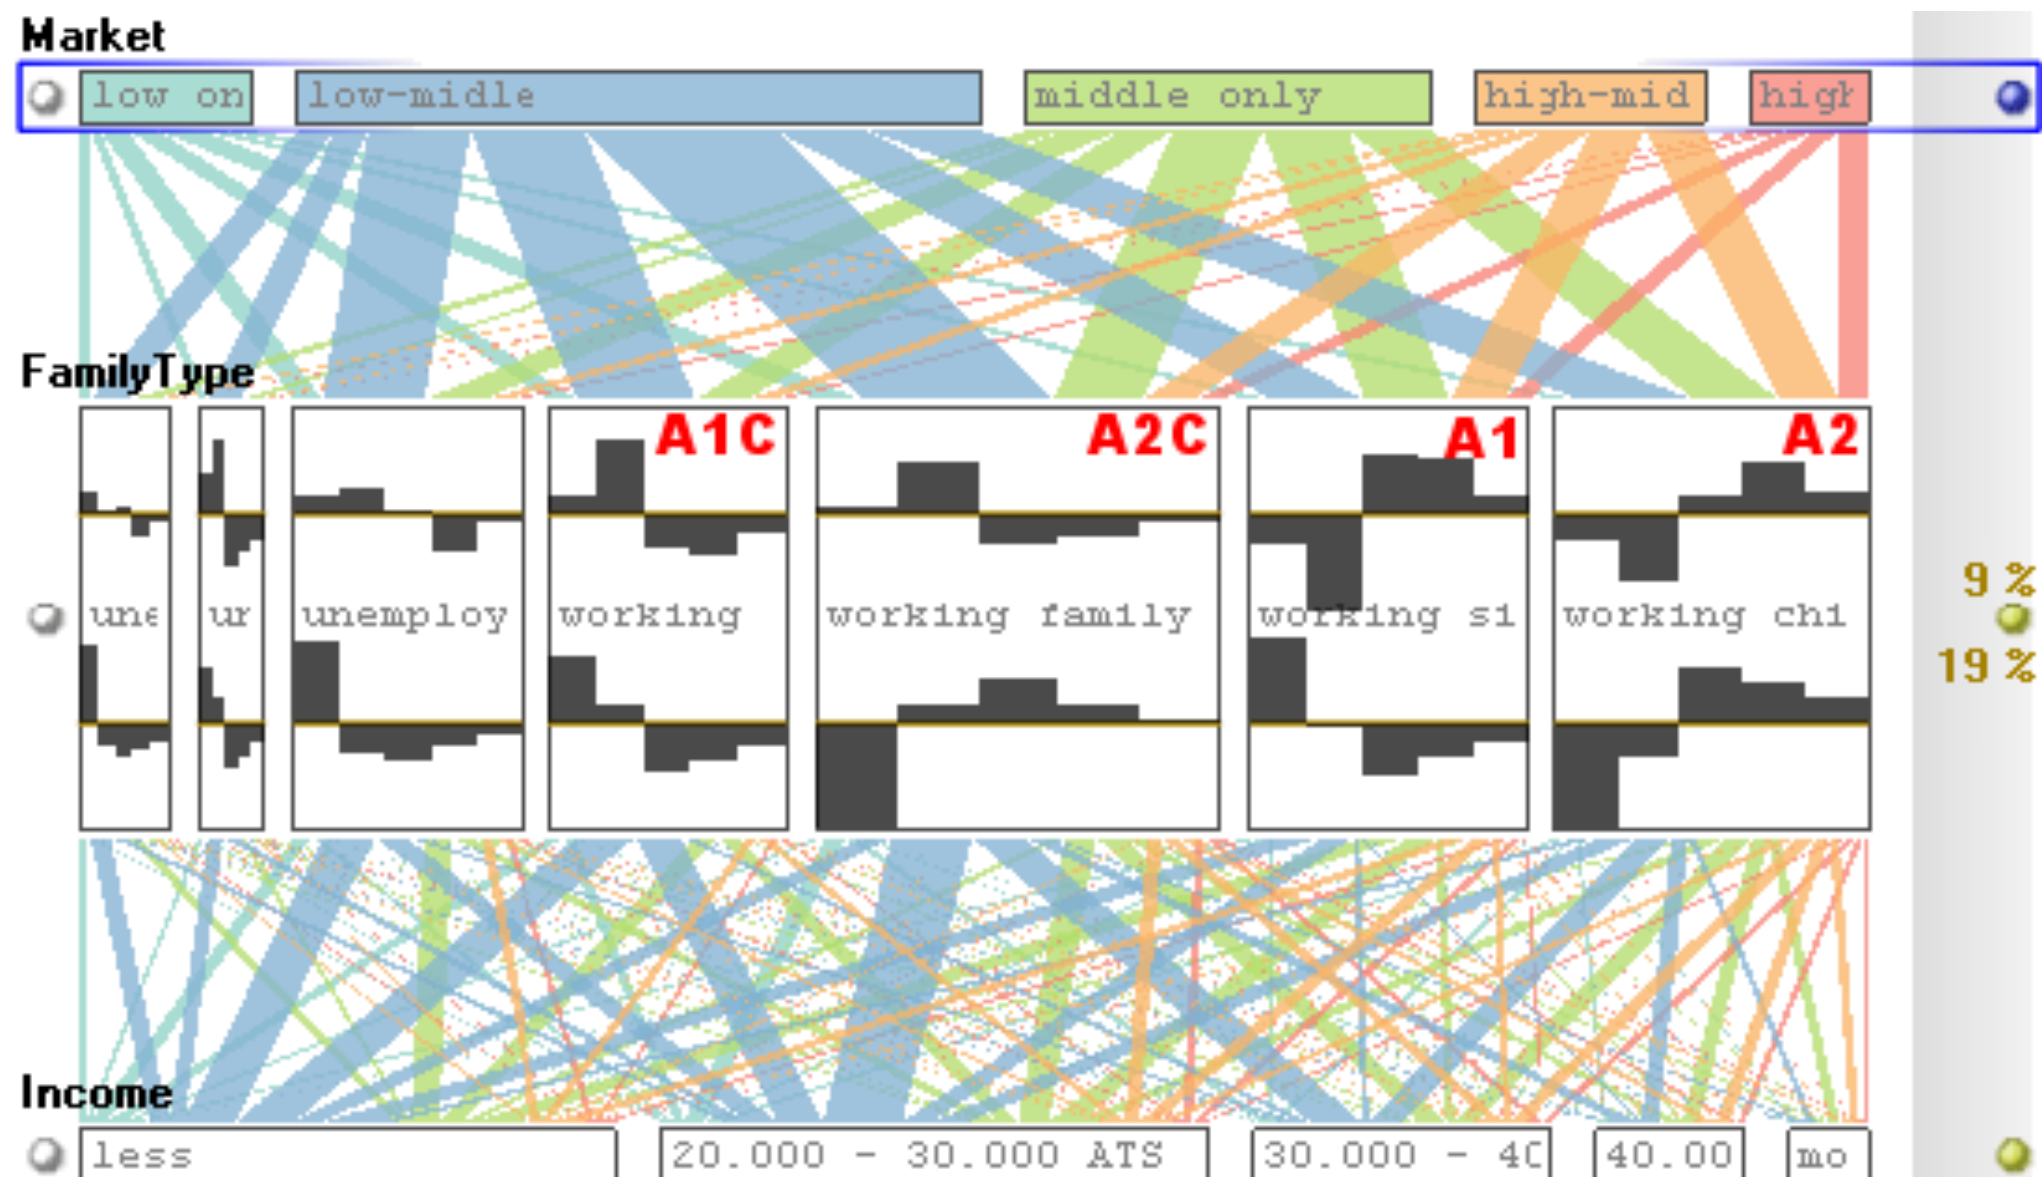 Market
low on low-midle middle only high-mid high
FamilyType
A1C A2C A1 A2
9 %
une ur unemploy working working family working si working chi
19 %
Income
less 20.000 - 30.000 ATS 30.000 - 40 40.00 mo